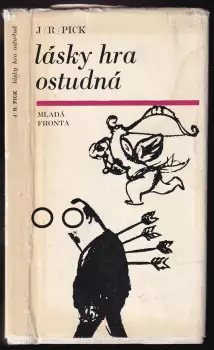 J/R/PICK
lásky hra
ostudná
MLADÁ
FRONTA
J/R/PICK lásky hra ostudná